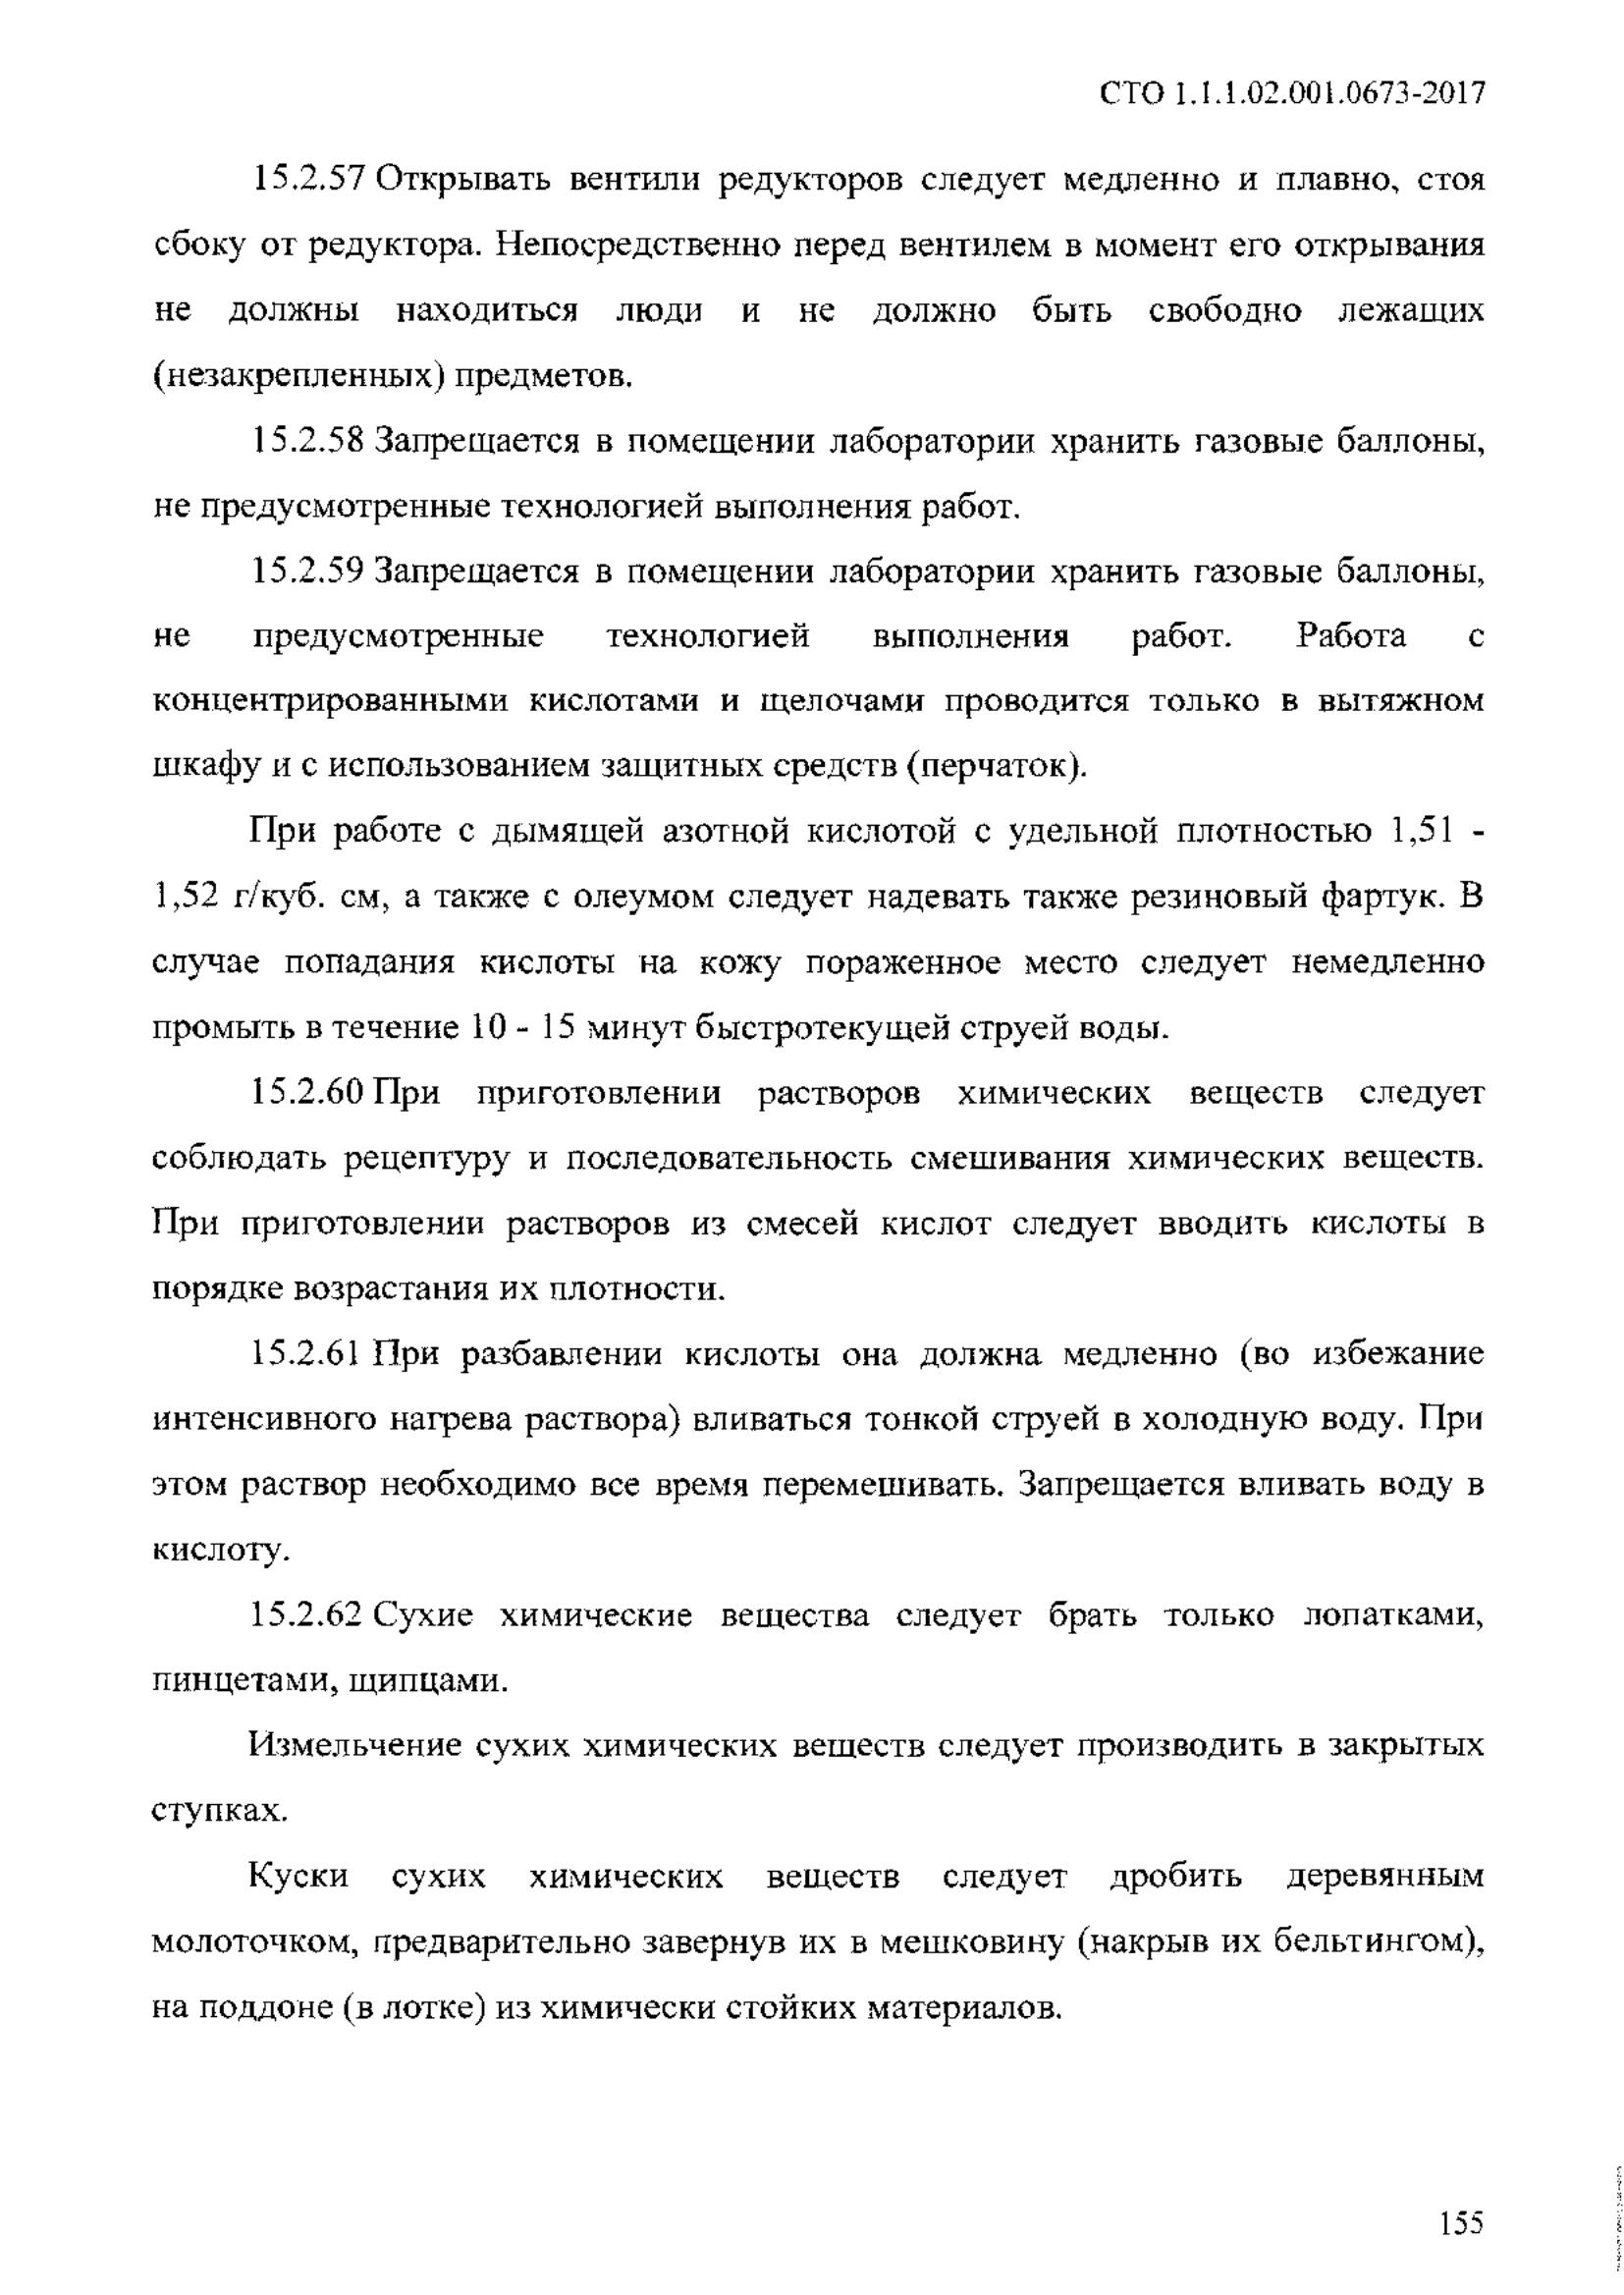 СТО 1.1.1.02.001.0673-2017
15.2.57 Открывать вентили редукторов следует медленно и плавно, стоя
сбоку от редуктора. Непосредственно перед вентилем в момент его открывания
не должны находиться люди и не должно быть свободно лежащих
(незакрепленных) предметов.
15.2.58 Запрещается в помещении лаборатории хранить газовые баллоны,
не предусмотренные технологией выполнения работ.
15.2.59 Запрещается в помещении лаборатории хранить газовые баллоны,
не предусмотренные технологией выполнения работ. Работа с
концентрированными кислотами и щелочами проводится только в вытяжном
шкафу и с использованием защитных средств (перчаток).
При работе с дымящей азотной кислотой с удельной плотностью 1,51 -
1,52 г/куб. см, а также с олеумом следует надевать также резиновый фартук. В
случае попадания кислоты на кожу пораженное место следует немедленно
промыть в течение 10 - 15 минут быстротекущей струей воды.
15.2.60 При приготовлении растворов химических веществ следует
соблюдать рецептуру и последовательность смешивания химических веществ.
При приготовлении растворов из смесей кислот следует вводить кислоты в
порядке возрастания их плотности.
15.2.61 При разбавлении кислоты она должна медленно (во избежание
интенсивного нагрева раствора) вливаться тонкой струей в холодную воду. При
этом раствор необходимо все время перемешивать. Запрещается вливать воду в
кислоту.
15.2.62 Сухие химические вещества следует брать только лопатками,
пинцетами, щипцами.
Измельчение сухих химических веществ следует производить в закрытых
ступках.
Куски сухих химических веществ следует дробить деревянным
молоточком, предварительно завернув их в мешковину (накрыв их бельтингом),
на поддоне (в лотке) из химически стойких материалов.
155